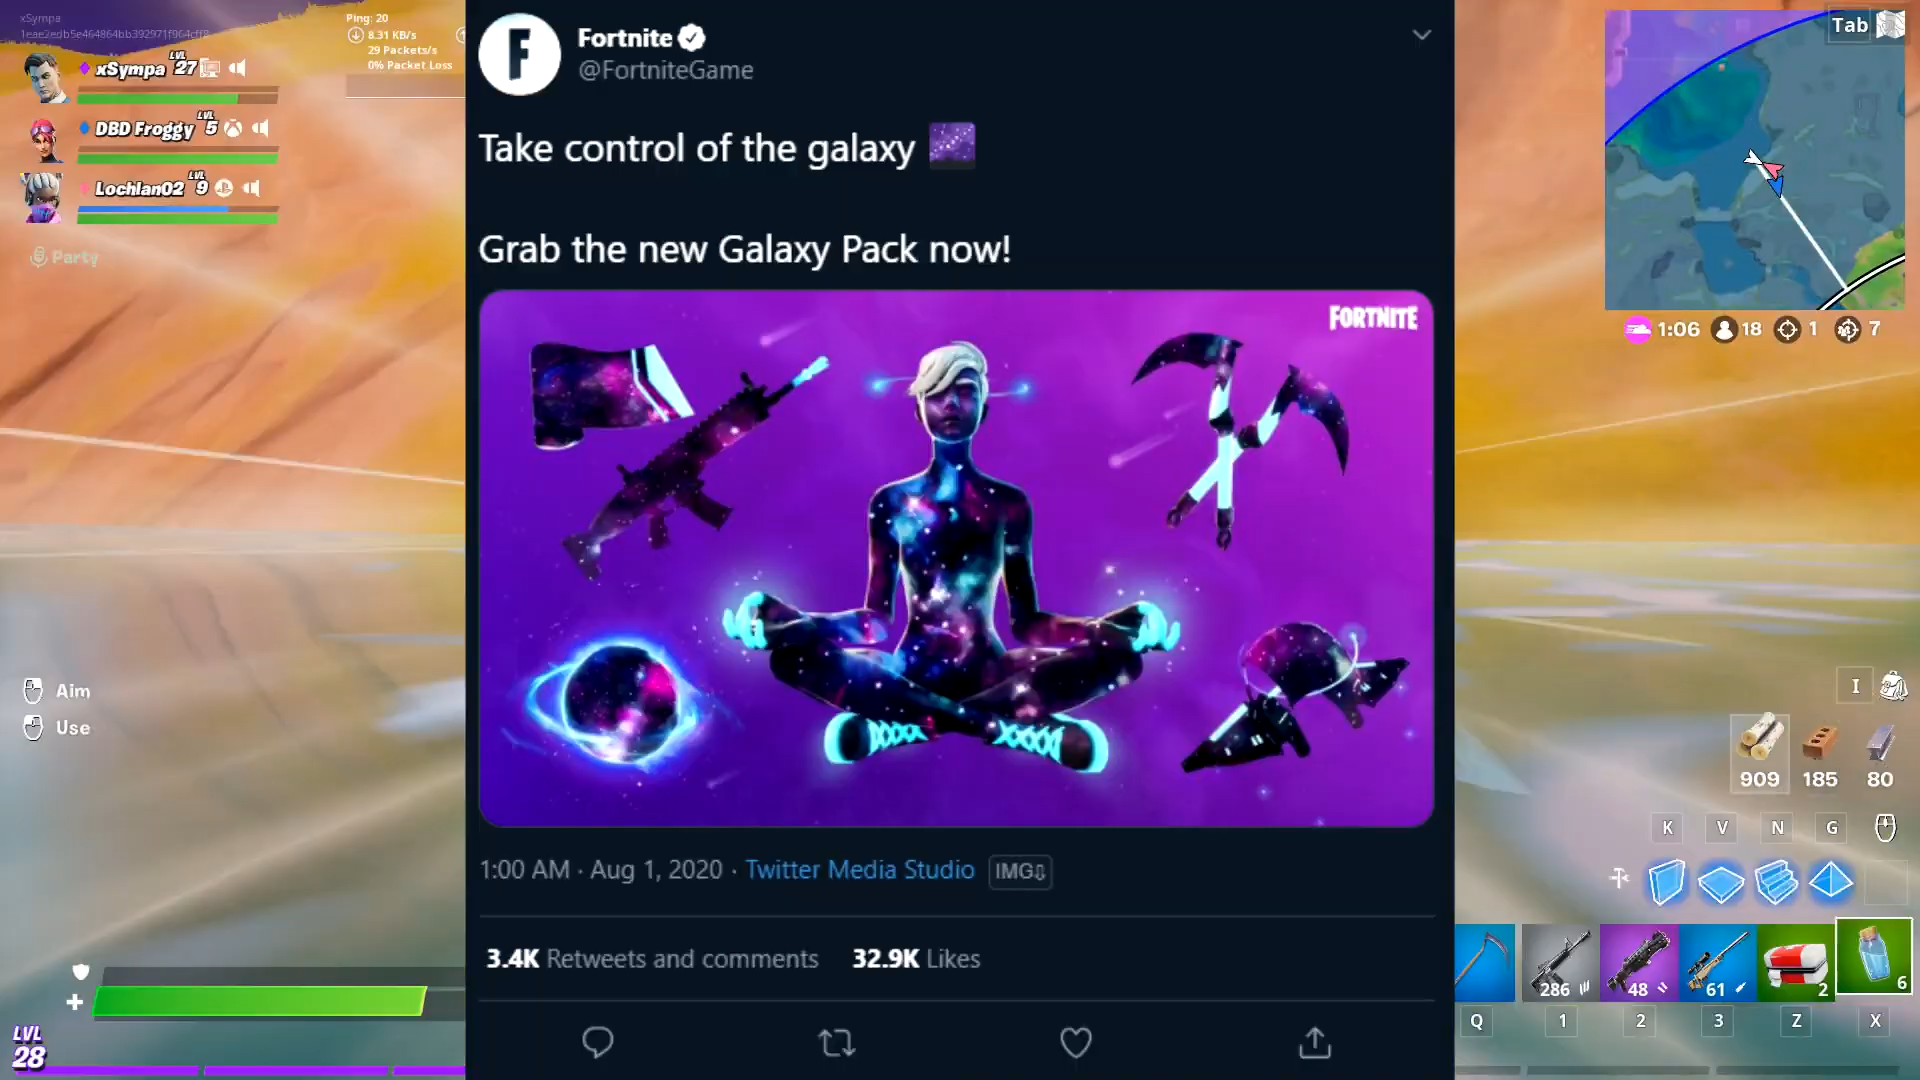 xSympa
Ping: 20
8.31 KB/s
29 Packets/s
0% Packet Loss
xSympa LVL 27
DBD Froggy LVL 5
Lochlan02 LVL 9
Party
Aim
Use
LVL
28
Fortnite
@FortniteGame
Take control of the galaxy
Grab the new Galaxy Pack now!
FORTNITE
1:00 AM · Aug 1, 2020 · Twitter Media Studio IMG
3.4K Retweets and comments 32.9K Likes
Tab
1:06 18 1 7
I
909 185 80
K V N G
286 48 61 2 6
Q 1 2 3 Z X